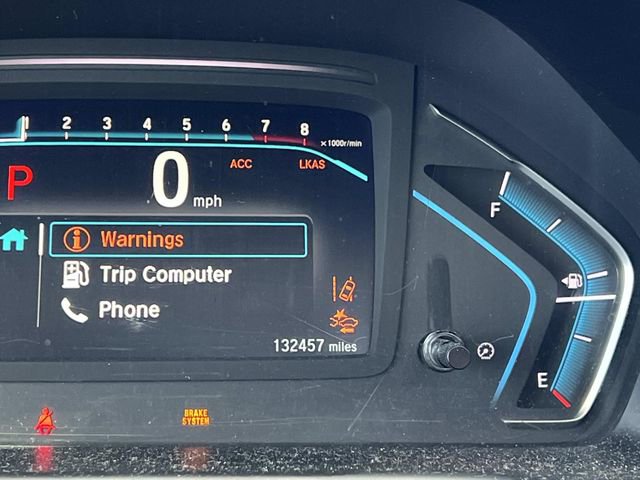 1 2 3 4 5 6 7 8
x1000r/min
P 0 mph
ACC LKAS
F
Warnings
Trip Computer
Phone
132457 miles
E
BRAKE
SYSTEM